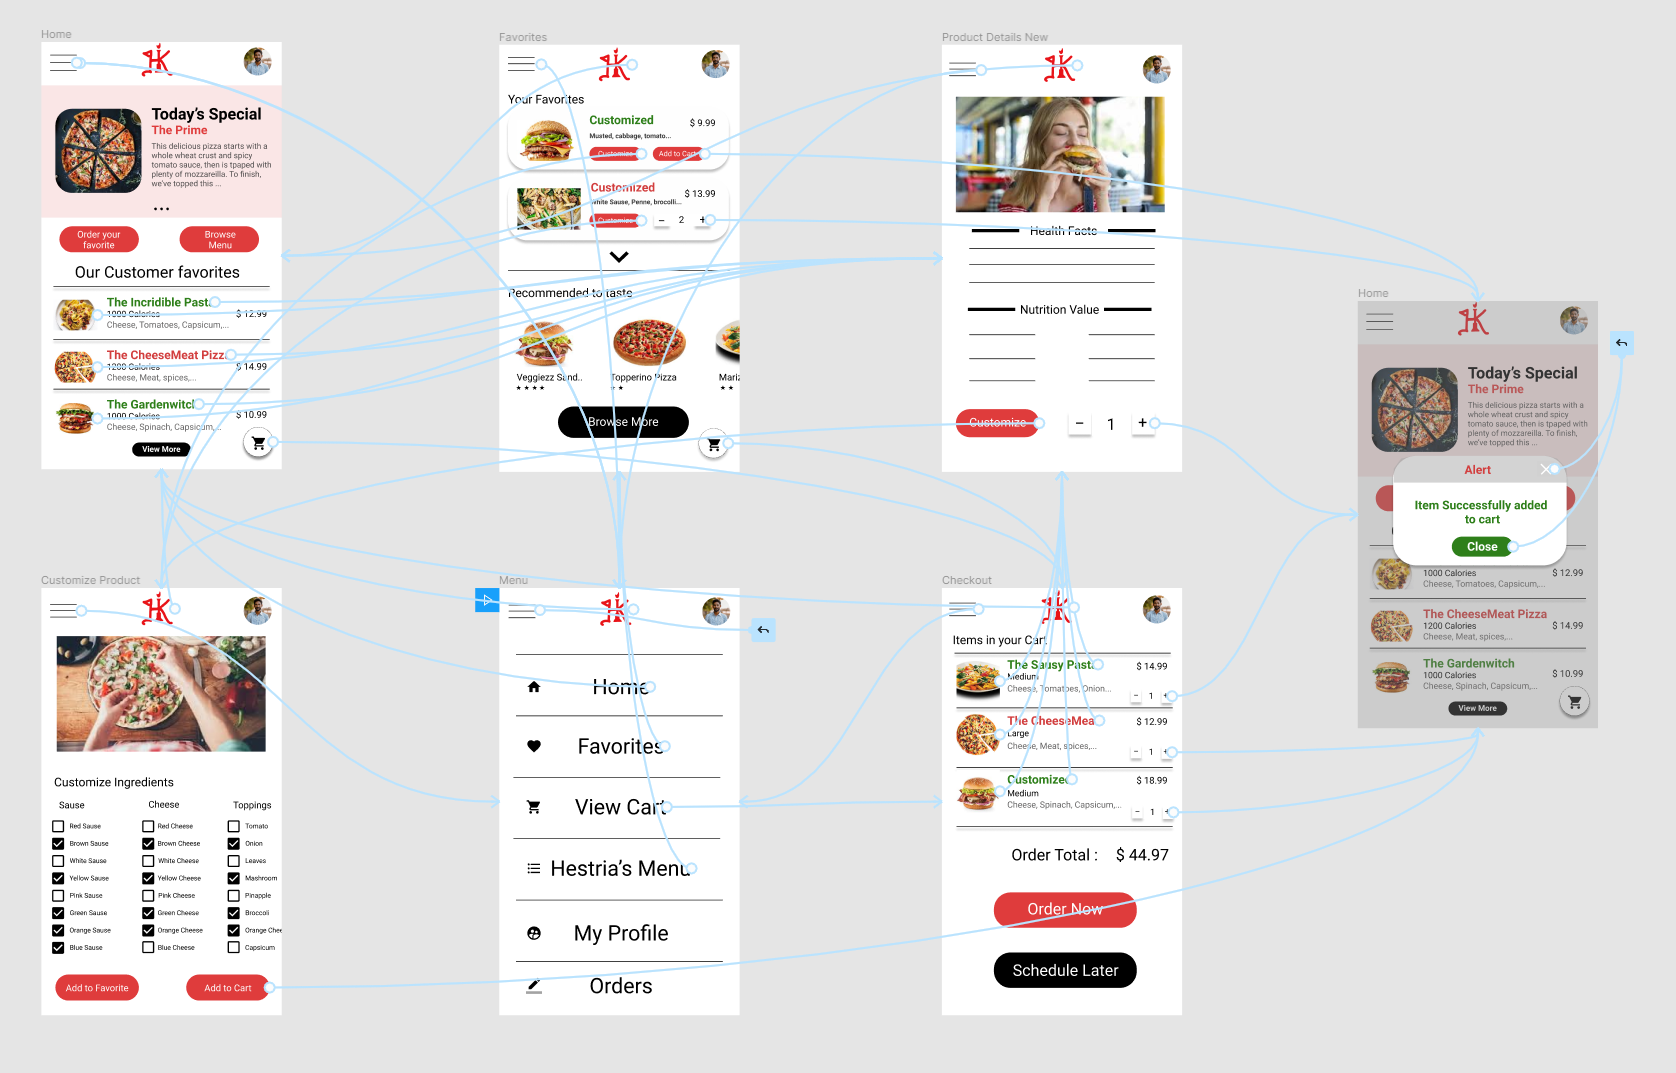 Home
Today's Special
The Prime
This delicious pizza starts with a
whole wheat crust and spicy
tomato sauce, then is tpaped with
plenty of mozzareilla. To finish,
we've topped this ...
Order your
favorite
Browse
Menu
Our Customer favorites
The Incridible
1000 Calories
$ 12.99
Cheese, Tomatoes, Capsicum,...
The CheeseMeat
1200 Calories
$ 14.99
Cheese, Meat, spices,...
The Gardenwitch
1000 Calories
$ 10.99
Cheese, Spinach, Capsicum,...
View More
Favorites
Your Favorites
Customized
$ 9.99
Musted, cabbage, tomato...
Customize
Add to Cart
Customized
$ 13.99
White Sauce, Penne, brocolli...
Customize
− 2 +
Recommended to taste
Veggiezz Sand..
Topperino Pizza
Browse More
Product Details New
Health Facts
Nutrition Value
Customize
− 1 +
Home
Today's Special
The Prime
This delicious pizza starts with a
whole wheat crust and spicy
tomato sauce, then is tpaped with
plenty of mozzareilla. To finish,
we've topped this ...
Alert
Item Successfully added
to cart
Close
1000 Calories
$ 12.99
Cheese, Tomatoes, Capsicum,...
The CheeseMeat Pizza
1200 Calories
$ 14.99
Cheese, Meat, spices,...
The Gardenwitch
1000 Calories
$ 10.99
Cheese, Spinach, Capsicum,...
View More
Customize Product
Customize Ingredients
Sause
Cheese
Toppings
Red Sause
Red Cheese
Tomato
Brown Sause
Brown Cheese
Onion
White Sause
White Cheese
Leaves
Yellow Sause
Yellow Cheese
Mashroom
Pink Sause
Pink Cheese
Pinapple
Green Sause
Green Cheese
Broccoli
Orange Sause
Orange Cheese
Orange Chee
Blue Sause
Blue Cheese
Capsicum
Add to Favorite
Add to Cart
Menu
Home
Favorites
View Cart
Hestria's Menu
My Profile
Orders
Checkout
Items in your Cart
The Sausy Pasta
$ 14.99
Medium
Cheese, Tomatoes, Onion...
− 1
The CheeseMea
$ 12.99
Large
Cheese, Meat, spices,...
− 1
Customized
$ 18.99
Medium
Cheese, Spinach, Capsicum,...
− 1
Order Total : $ 44.97
Order Now
Schedule Later